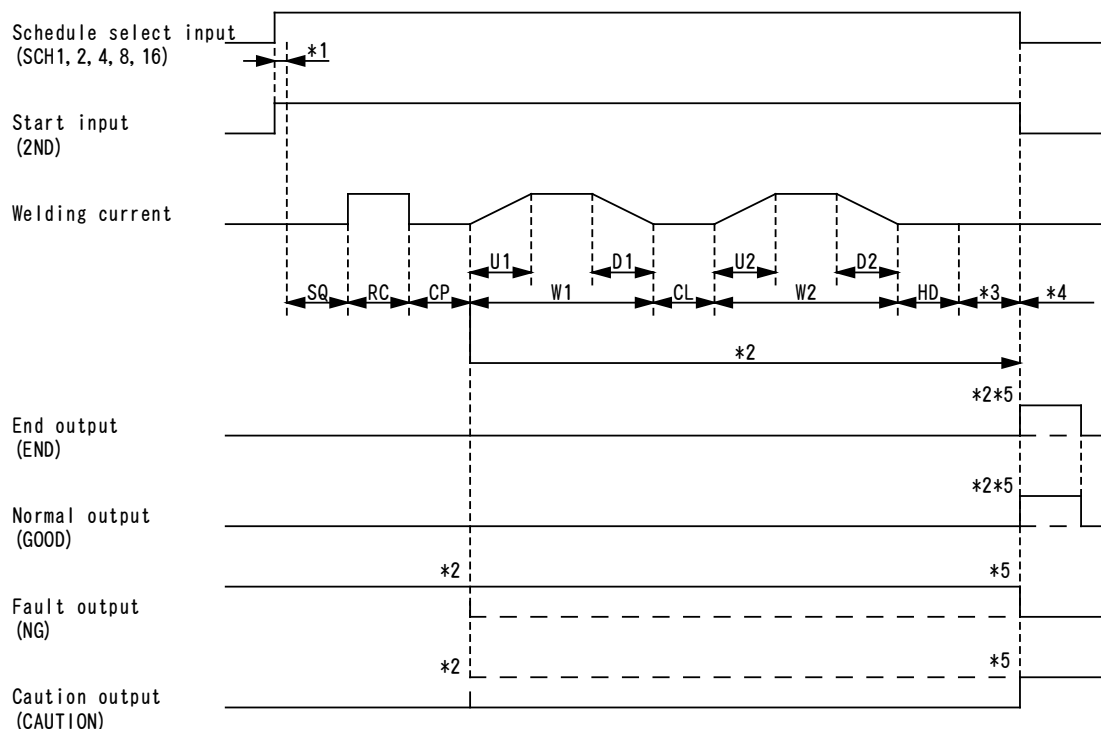 Schedule select input
(SCH1, 2, 4, 8, 16)
*1
Start input
(2ND)
Welding current
U1
D1
U2
D2
SQ
RC
CP
W1
CL
W2
HD
*3
*4
*2
*2*5
End output
(END)
*2*5
Normal output
(GOOD)
*2
*5
Fault output
(NG)
*2
*5
Caution output
(CAUTION)